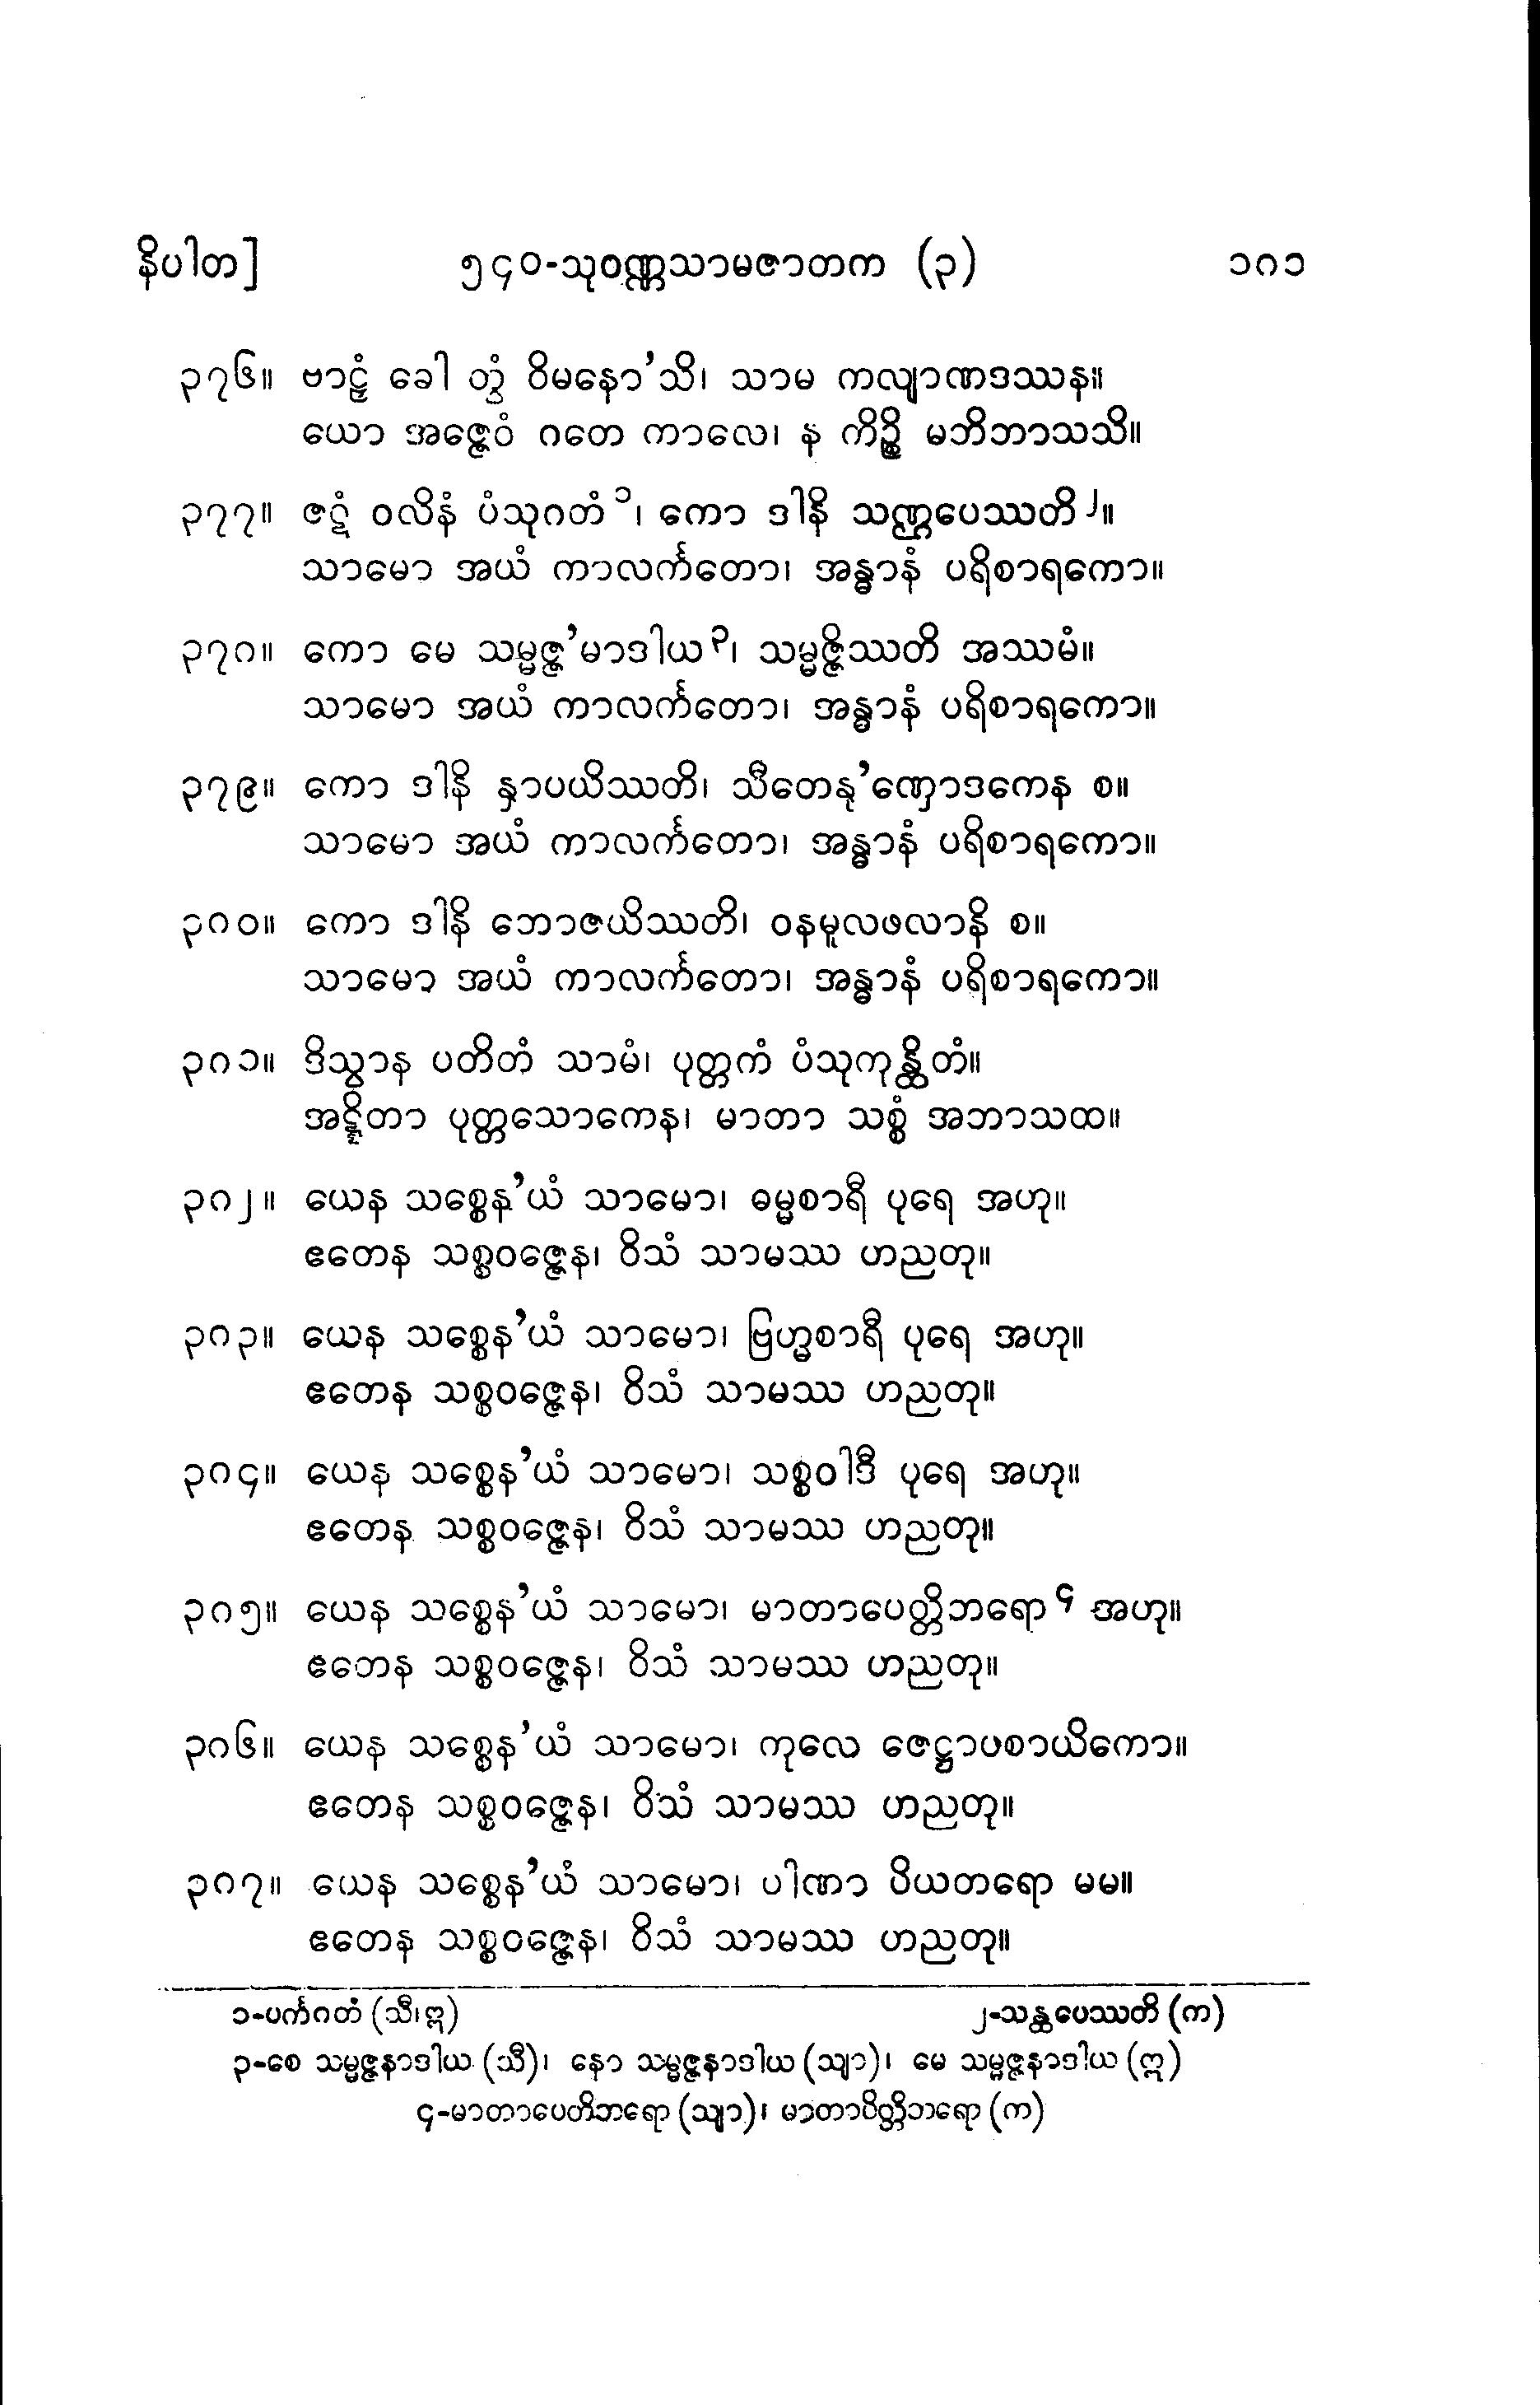 နိပါတ] ၅၄၀-သုဝဏ္ဏသာမဇာတက (၃) ၁၈၁
၃၇၆။ ဗာဠှံ ခေါ တွံ ဝိမနော’သိ၊ သာမ ကလျာဏဒဿန။
ယော အဇ္ဇေဝံ ဂတေ ကာလေ၊ န ကိဉ္စိ မဘိဘာသသိ။
၃၇၇။ ဇဋံ ဝလိနံ ပံသုဂတံ ၁၊ ကော ဒါနိ သဏ္ဌပေဿတိ ၂။
သာမော အယံ ကာလင်္ကတော၊ အန္ဓာနံ ပရိစာရကော။
၃၇၈။ ကော မေ သမ္မဇ္ဇ’မာဒါယ ၃၊ သမ္မဇ္ဇိဿတိ အဿမံ။
သာမော အယံ ကာလင်္ကတော၊ အန္ဓာနံ ပရိစာရကော။
၃၇၉။ ကော ဒါနိ နှာပယိဿတိ၊ သီတေနု’ဏှောဒကေန စ။
သာမော အယံ ကာလင်္ကတော၊ အန္ဓာနံ ပရိစာရကော။
၃၈၀။ ကော ဒါနိ ဘောဇယိဿတိ၊ ဝနမူလဖလာနိ စ။
သာမော အယံ ကာလင်္ကတော၊ အန္ဓာနံ ပရိစာရကော။
၃၈၁။ ဒိသွာန ပတိတံ သာမံ၊ ပုတ္တကံ ပံသုကုန္ထိတံ။
အဋ္ဋိတာ ပုတ္တသောကေန၊ မာတာ သစ္စံ အဘာသထ။
၃၈၂။ ယေန သစ္စေန’ယံ သာမော၊ ဓမ္မစာရီ ပုရေ အဟု။
ဧတေန သစ္စဝဇ္ဇေန၊ ဝိသံ သာမဿ ဟညတု။
၃၈၃။ ယေန သစ္စေန’ယံ သာမော၊ ဗြဟ္မစာရီ ပုရေ အဟု။
ဧတေန သစ္စဝဇ္ဇေန၊ ဝိသံ သာမဿ ဟညတု။
၃၈၄။ ယေန သစ္စေန’ယံ သာမော၊ သစ္စဝါဒီ ပုရေ အဟု။
ဧတေန သစ္စဝဇ္ဇေန၊ ဝိသံ သာမဿ ဟညတု။
၃၈၅။ ယေန သစ္စေန’ယံ သာမော၊ မာတာပေတ္တိဘရော ၄ အဟု။
ဧတေန သစ္စဝဇ္ဇေန၊ ဝိသံ သာမဿ ဟညတု။
၃၈၆။ ယေန သစ္စေန’ယံ သာမော၊ ကုလေ ဇေဋ္ဌာပစာယိကော။
ဧတေန သစ္စဝဇ္ဇေန၊ ဝိသံ သာမဿ ဟညတု။
၃၈၇။ ယေန သစ္စေန’ယံ သာမော၊ ပါဏာ ပိယတရော မမ။
ဧတေန သစ္စဝဇ္ဇေန၊ ဝိသံ သာမဿ ဟညတု။
၁-ပင်္ကဂတံ (သီ၊ဣ) ၂-သန္ထပေဿတိ (က)
၃-စေ သမ္မဇ္ဇနာဒါယ (သီ)၊ နော သမ္မဇ္ဇနာဒါယ (သျာ)၊ မေ သမ္မဇ္ဇနာဒါယ (ဣ)
၄-မာတာပေတိဘရော (သျာ)၊ မာတာပိတ္တိဘရော (က)